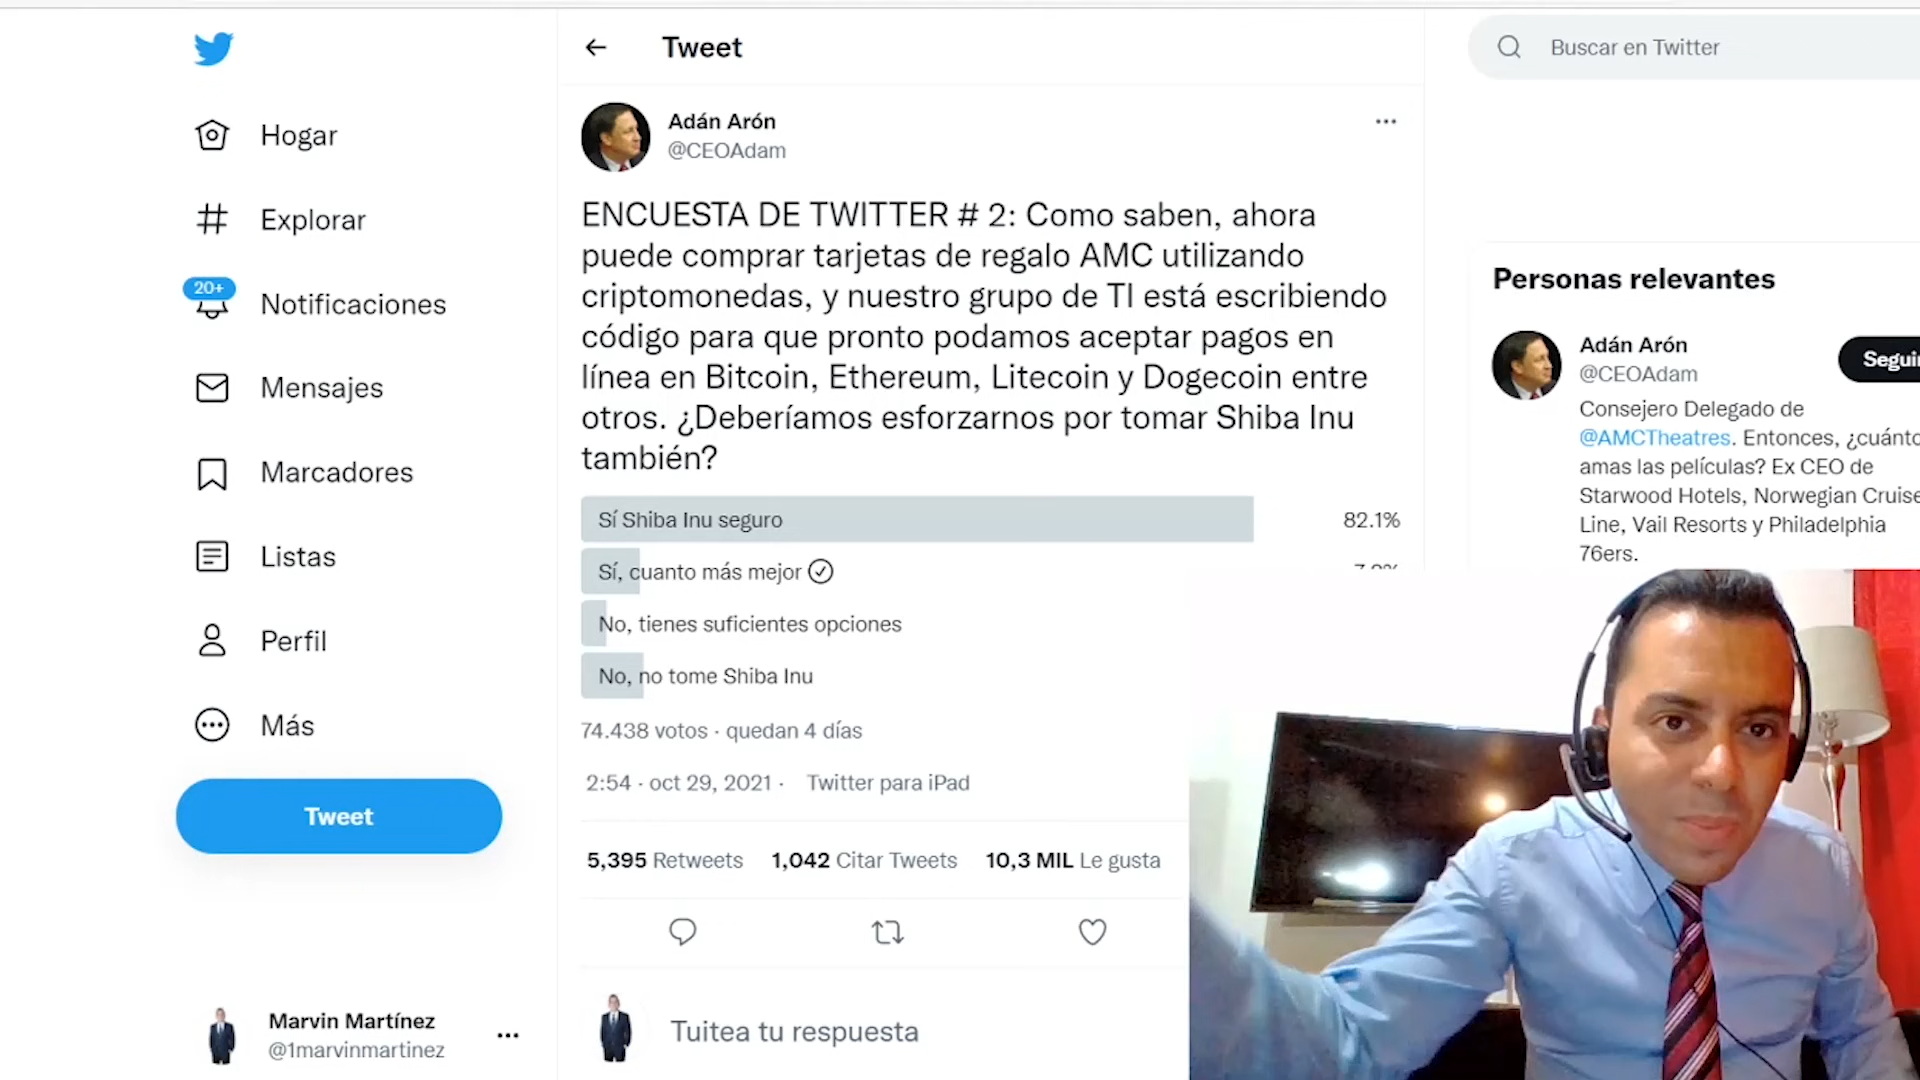 Tweet
Buscar en Twitter
Hogar
Explorar
20+
Notificaciones
Mensajes
Marcadores
Listas
Perfil
Más
Tweet
Marvin Martínez
@1marvinmartinez
Adán Arón
@CEOAdam
ENCUESTA DE TWITTER # 2: Como saben, ahora
puede comprar tarjetas de regalo AMC utilizando
criptomonedas, y nuestro grupo de TI está escribiendo
código para que pronto podamos aceptar pagos en
línea en Bitcoin, Ethereum, Litecoin y Dogecoin entre
otros. ¿Deberíamos esforzarnos por tomar Shiba Inu
también?
Sí Shiba Inu seguro 82.1%
Sí, cuanto más mejor
No, tienes suficientes opciones
No, no tome Shiba Inu
74.438 votos · quedan 4 días
2:54 · oct 29, 2021 · Twitter para iPad
5,395 Retweets 1,042 Citar Tweets 10,3 MIL Le gusta
Tuitea tu respuesta
Personas relevantes
Adán Arón
@CEOAdam
Seguir
Consejero Delegado de
@AMCTheatres. Entonces, ¿cuánto
amas las películas? Ex CEO de
Starwood Hotels, Norwegian Cruise
Line, Vail Resorts y Philadelphia
76ers.